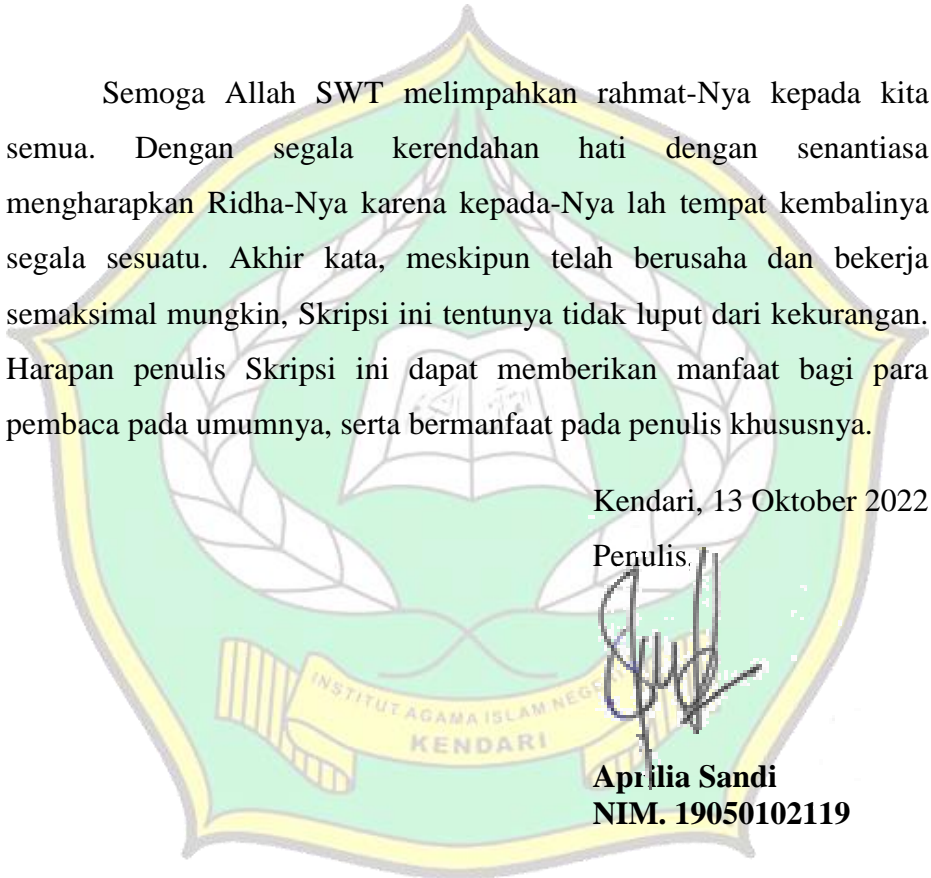 Semoga Allah SWT melimpahkan rahmat-Nya kepada kita
semua. Dengan segala kerendahan hati dengan senantiasa
mengharapkan Ridha-Nya karena kepada-Nya lah tempat kembalinya
segala sesuatu. Akhir kata, meskipun telah berusaha dan bekerja
semaksimal mungkin, Skripsi ini tentunya tidak luput dari kekurangan.
Harapan penulis Skripsi ini dapat memberikan manfaat bagi para
pembaca pada umumnya, serta bermanfaat pada penulis khususnya.
Kendari, 13 Oktober 2022
Penulis,
INSTITUT AGAMA ISLAM NEGERI
KENDARI
Aprilia Sandi
NIM. 19050102119